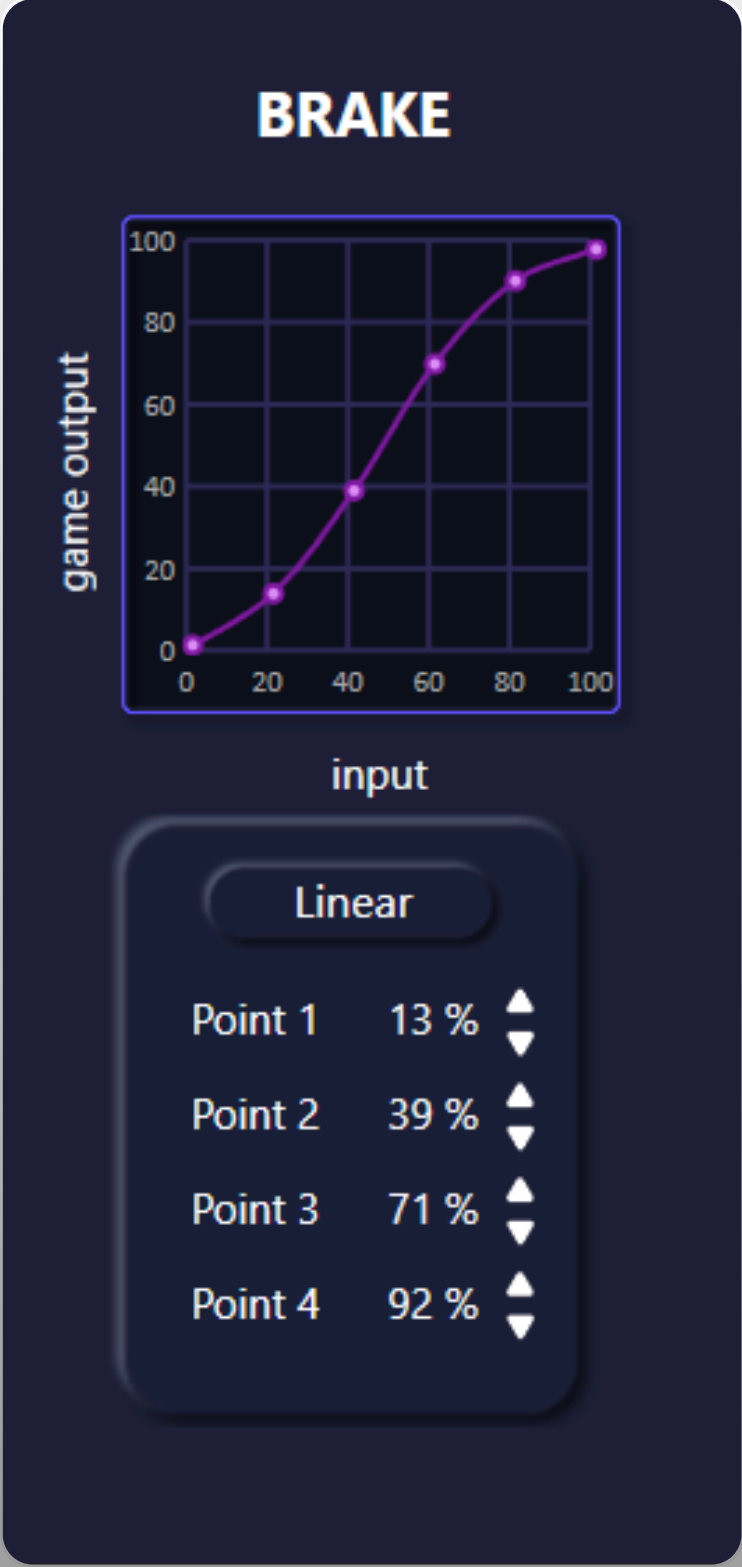 BRAKE
100
80
60
40
20
0
0 20 40 60 80 100
game output
input
Linear
Point 1 13 %
Point 2 39 %
Point 3 71 %
Point 4 92 %